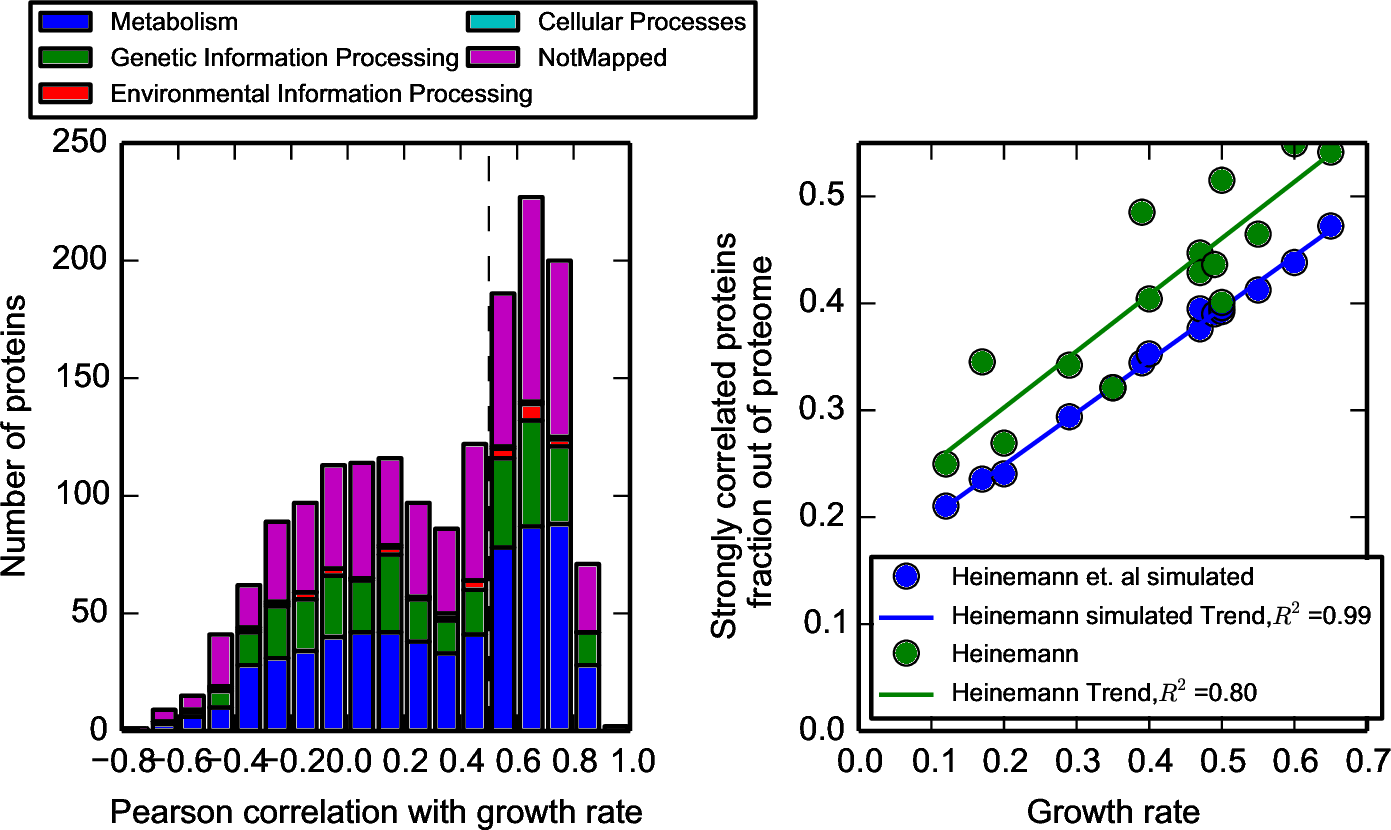 Metabolism
Genetic Information Processing
Environmental Information Processing
Cellular Processes
NotMapped
250
200
150
100
50
0
Number of proteins
−0.8 −0.6 −0.4 −0.2 0.0 0.2 0.4 0.6 0.8 1.0
Pearson correlation with growth rate
0.5
0.4
0.3
0.2
0.1
0.0
Strongly correlated proteins
fraction out of proteome
Heinemann et. al simulated
Heinemann simulated Trend,R² =0.99
Heinemann
Heinemann Trend,R² =0.80
0.0 0.1 0.2 0.3 0.4 0.5 0.6 0.7
Growth rate